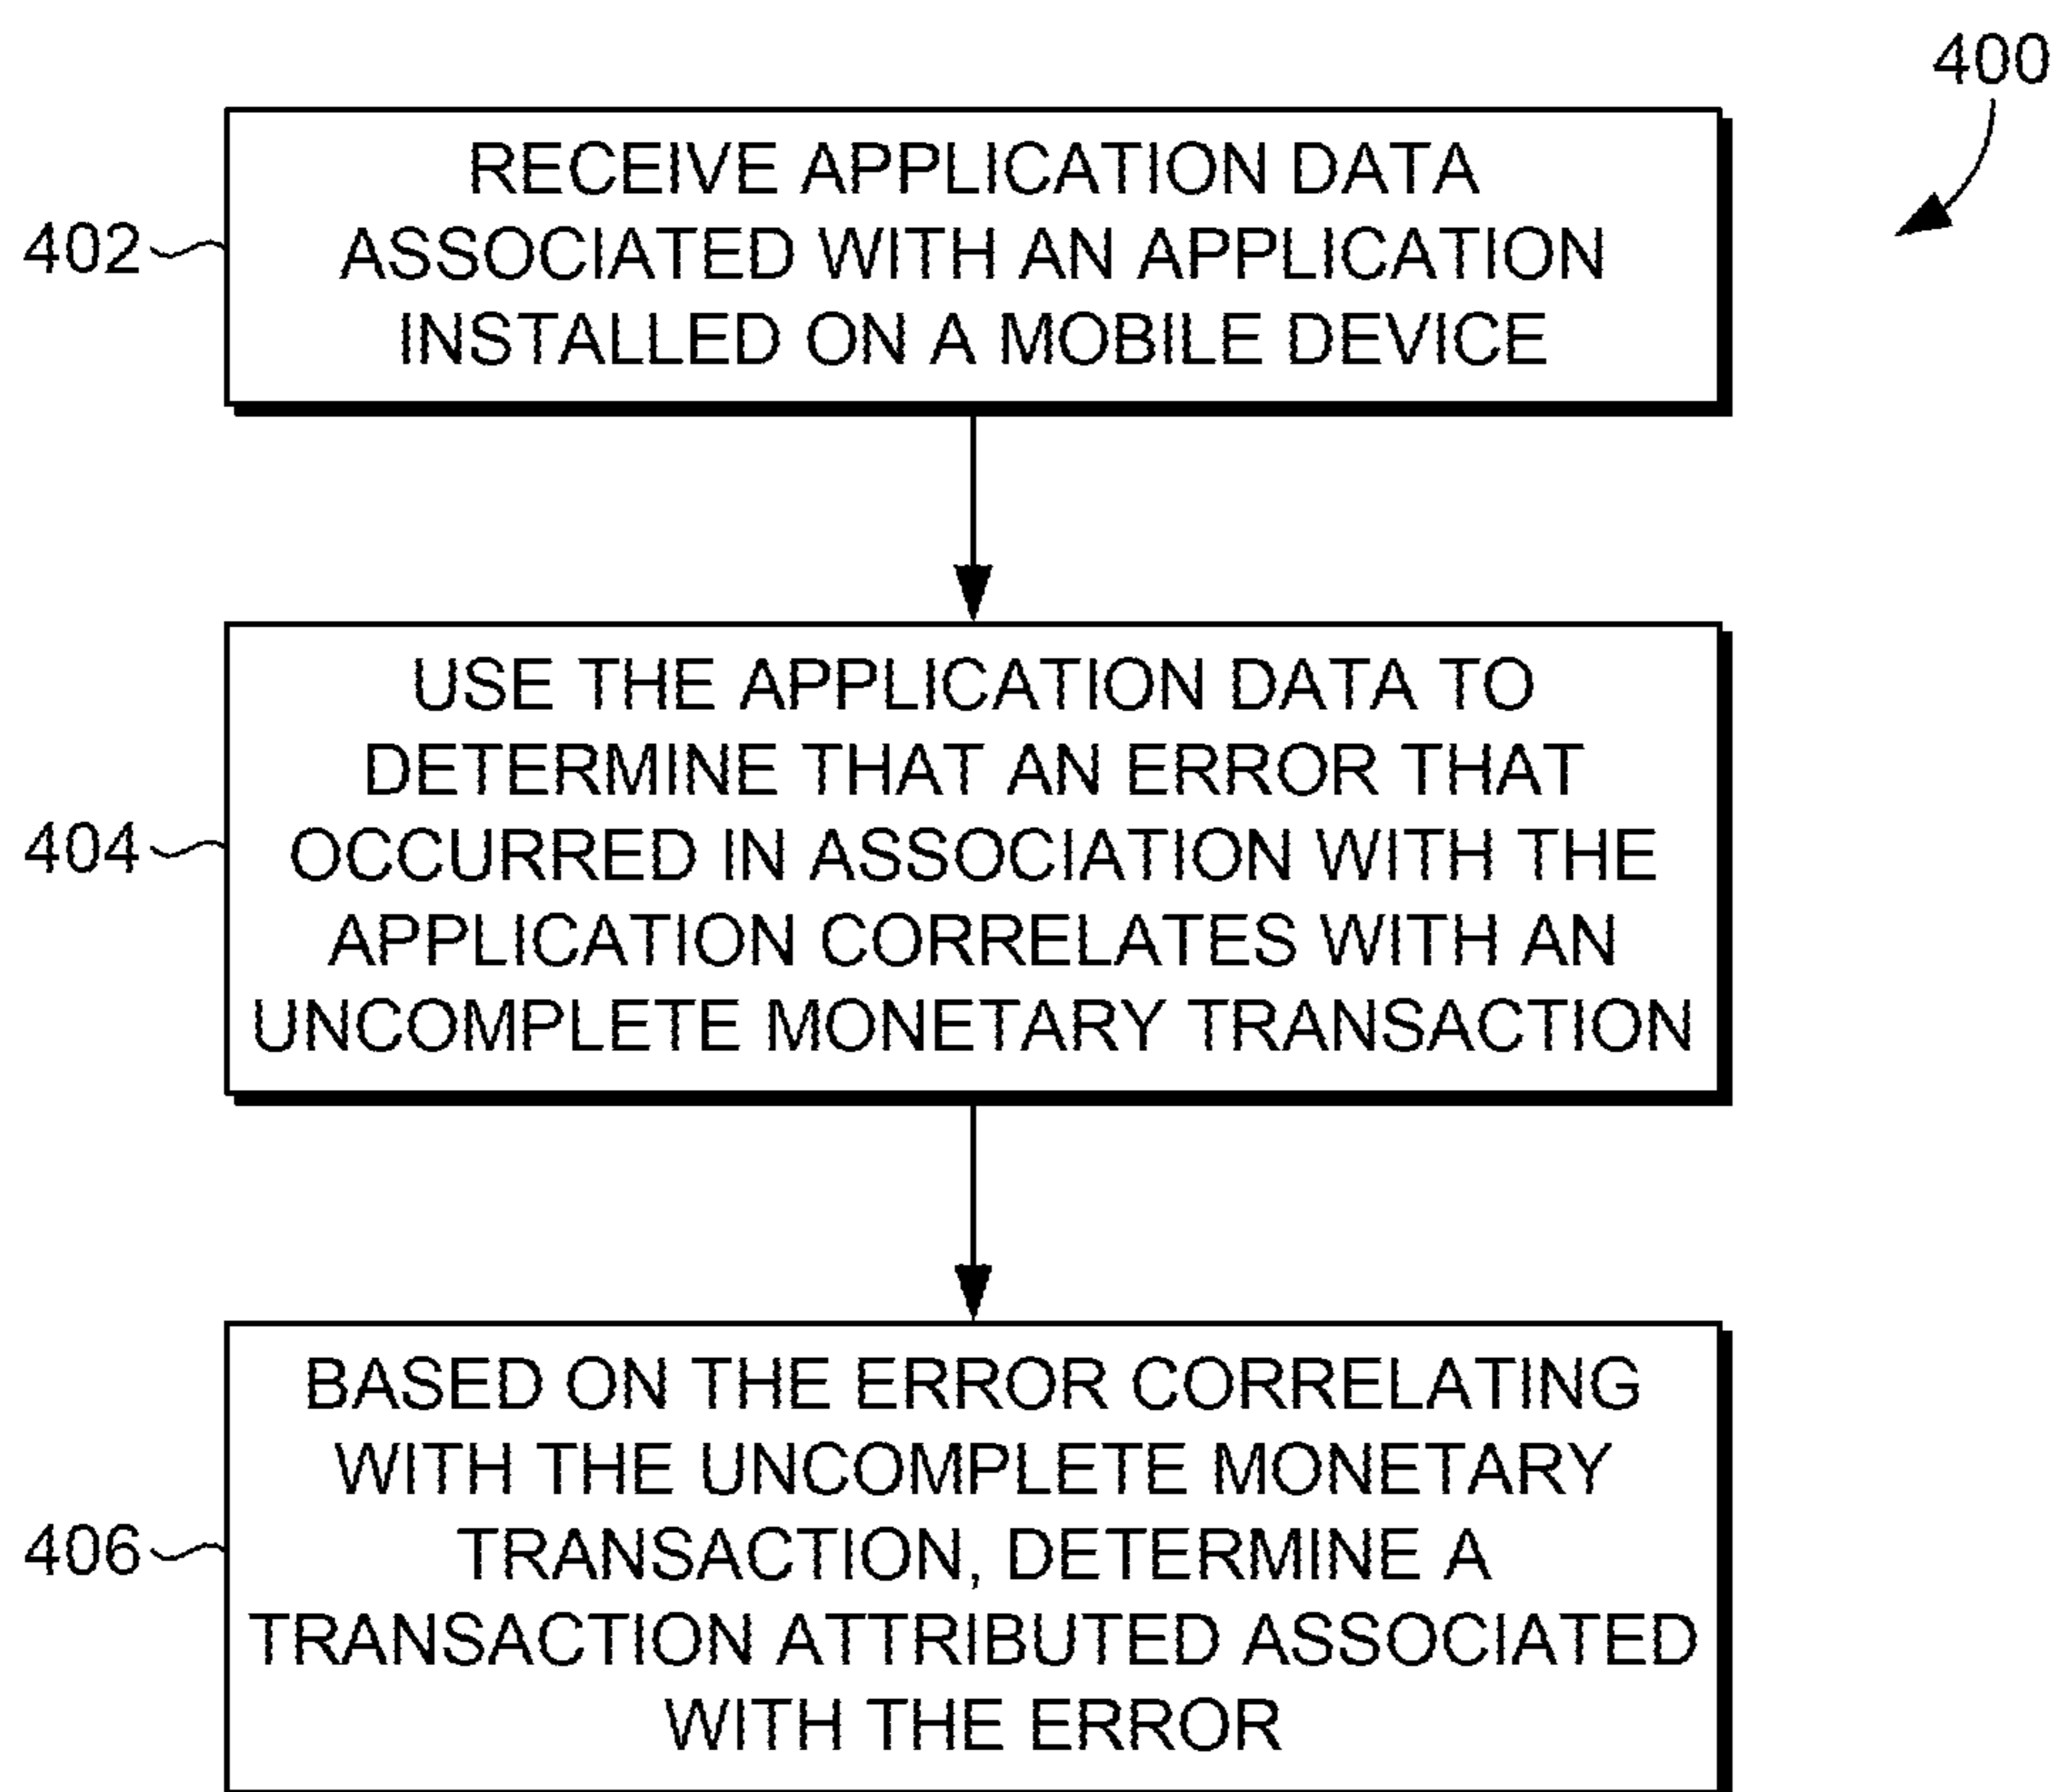 400
402
RECEIVE APPLICATION DATA
ASSOCIATED WITH AN APPLICATION
INSTALLED ON A MOBILE DEVICE
404
USE THE APPLICATION DATA TO
DETERMINE THAT AN ERROR THAT
OCCURRED IN ASSOCIATION WITH THE
APPLICATION CORRELATES WITH AN
UNCOMPLETE MONETARY TRANSACTION
406
BASED ON THE ERROR CORRELATING
WITH THE UNCOMPLETE MONETARY
TRANSACTION, DETERMINE A
TRANSACTION ATTRIBUTED ASSOCIATED
WITH THE ERROR